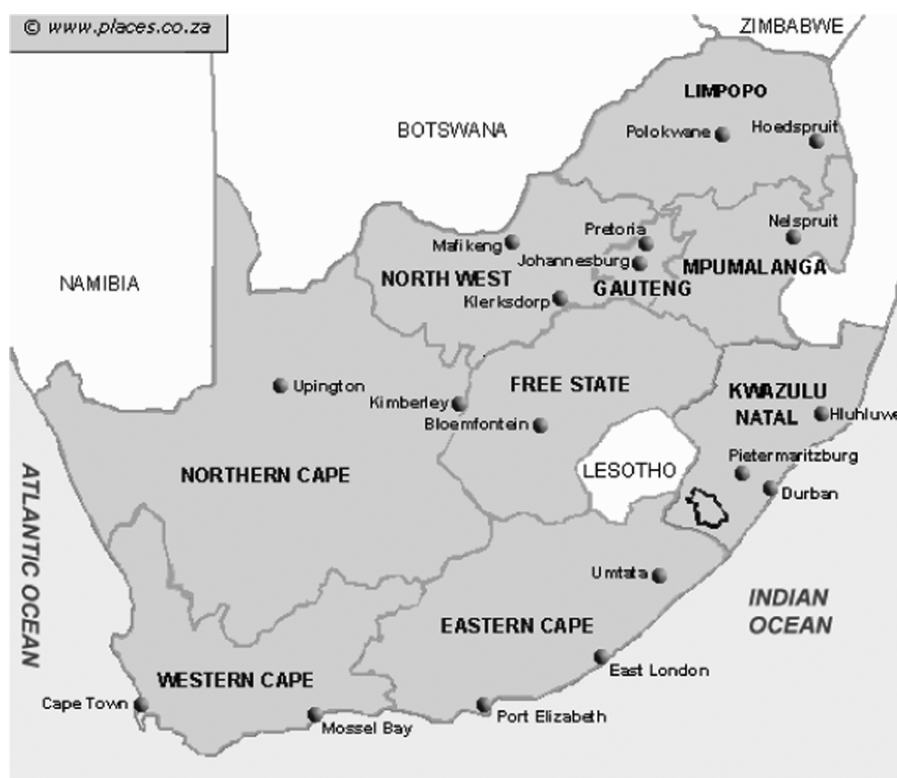 © www.places.co.za
ZIMBABWE
LIMPOPO
BOTSWANA
Polokwane
Hoedspruit
Nelspruit
Pretoria
Mafikeng
Johannesburg
MPUMALANGA
NAMIBIA
NORTH WEST
GAUTENG
Klerksdorp
Upington
FREE STATE
KWAZULU
NATAL
Kimberley
Hluhluwe
Bloemfontein
Pietermaritzburg
NORTHERN CAPE
LESOTHO
Durban
ATLANTIC OCEAN
Umtata
INDIAN
OCEAN
EASTERN CAPE
East London
WESTERN CAPE
Cape Town
Port Elizabeth
Mossel Bay